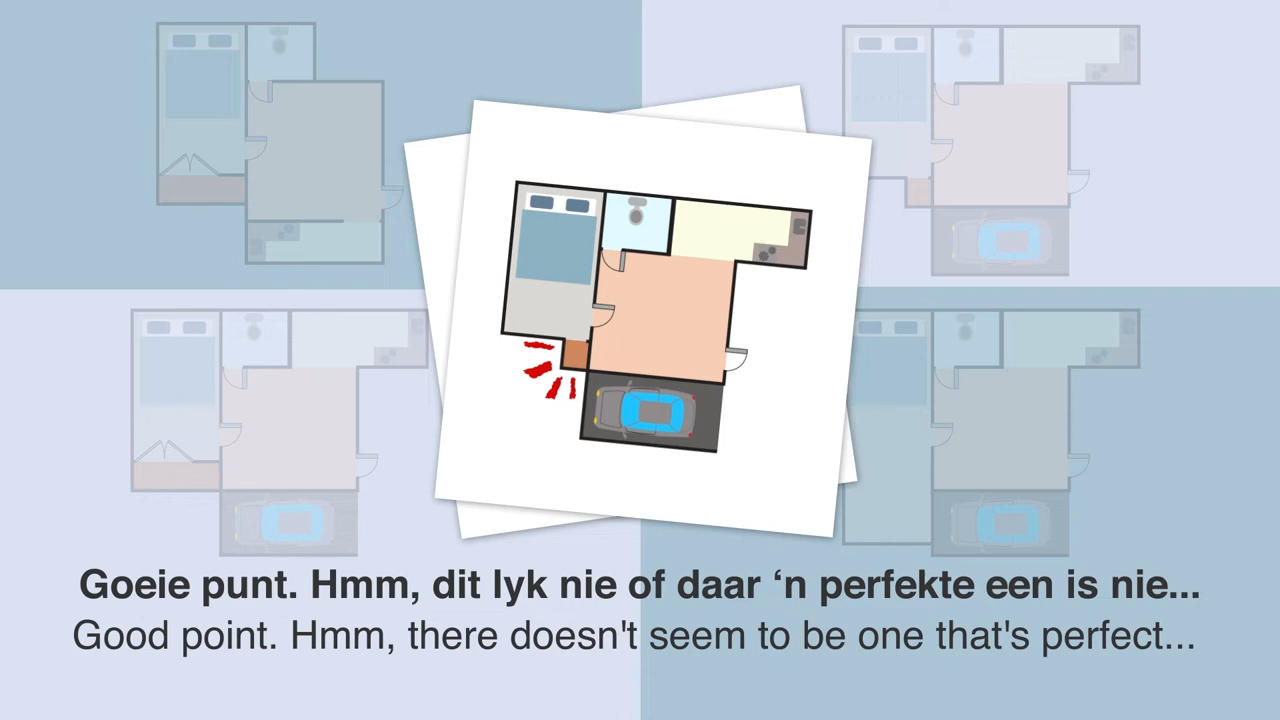 Goeie punt. Hmm, dit lyk nie of daar ‘n perfekte een is nie...
Good point. Hmm, there doesn't seem to be one that's perfect...